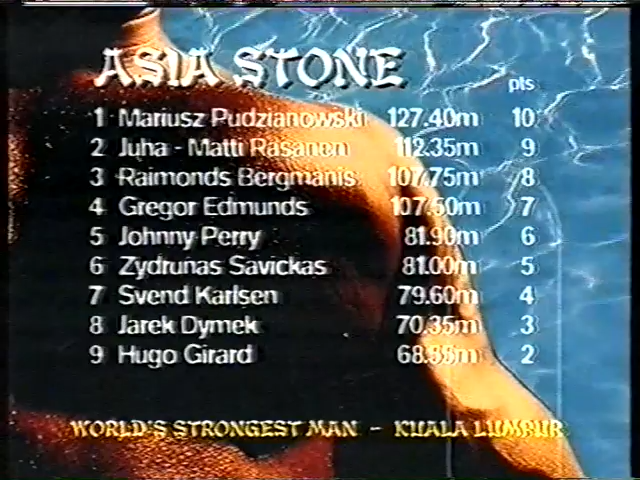 ASIA STONE
pts
1 Mariusz Pudzianowski 127.40m 10
2 Juha - Matti Rasanen 112.35m 9
3 Raimonds Bergmanis 107.75m 8
4 Gregor Edmunds 107.50m 7
5 Johnny Perry 81.90m 6
6 Zydrunas Savickas 81.00m 5
7 Svend Karlsen 79.60m 4
8 Jarek Dymek 70.35m 3
9 Hugo Girard 2
WORLD'S STRONGEST MAN - KUALA LUMPUR